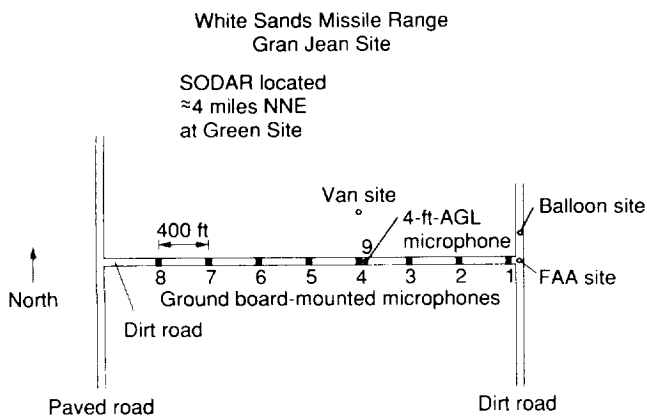 White Sands Missile Range
Gran Jean Site
SODAR located
≈4 miles NNE
at Green Site
Van site
4-ft-AGL
microphone
Balloon site
400 ft
9
8 7 6 5 4 3 2 1
FAA site
North
Ground board-mounted microphones
Dirt road
Paved road
Dirt road